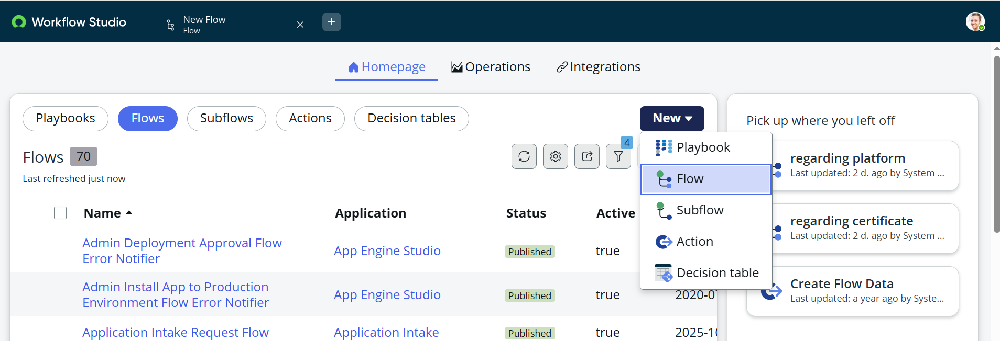 Workflow Studio
New Flow
Flow
Homepage
Operations
Integrations
Playbooks
Flows
Subflows
Actions
Decision tables
New
Playbook
Flow
Subflow
Action
Decision table
Flows 70
4
Last refreshed just now
Name
Application
Status
Active
Admin Deployment Approval Flow
Error Notifier
App Engine Studio
Published
true
Admin Install App to Production
Environment Flow Error Notifier
App Engine Studio
Published
true
2020-07
Application Intake Request Flow
Application Intake
Published
true
2025-10
Pick up where you left off
regarding platform
Last updated: 2 d. ago by System ...
regarding certificate
Last updated: 2 d. ago by System ...
Create Flow Data
Last updated: a year ago by Syste...